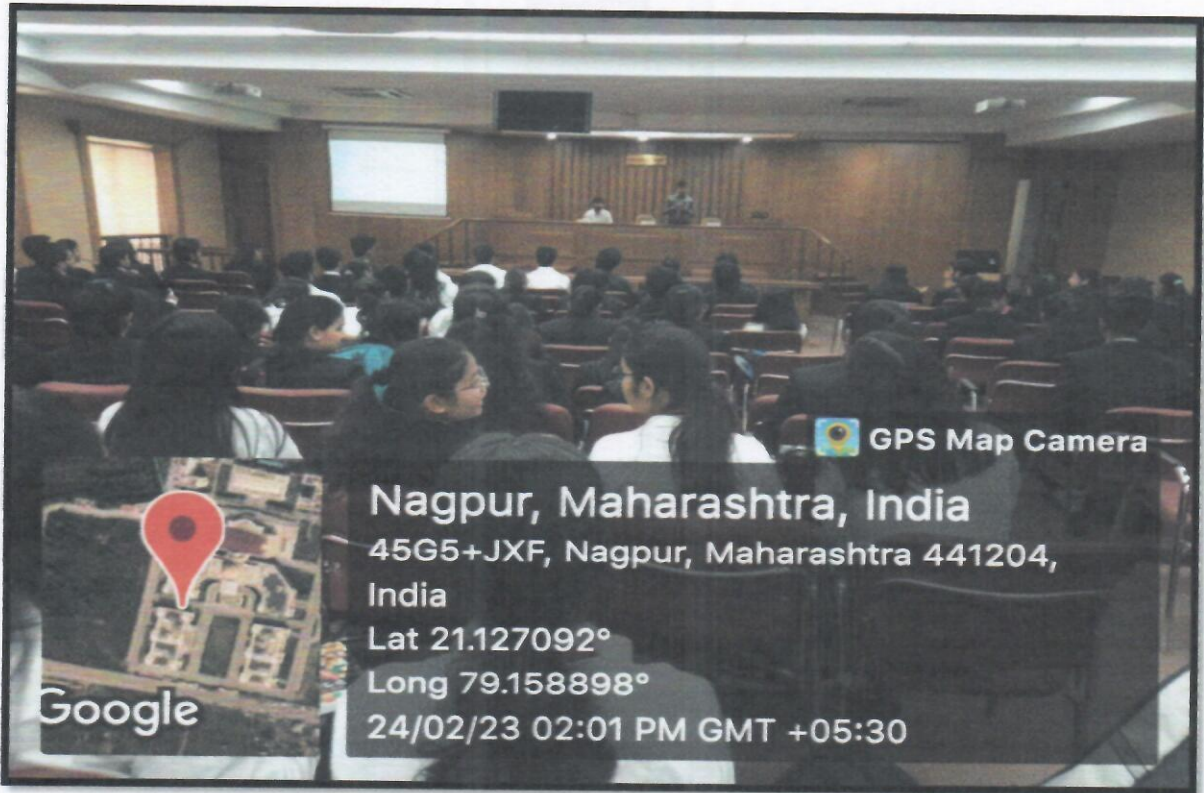 GPS Map Camera
Nagpur, Maharashtra, India
45G5+JXF, Nagpur, Maharashtra 441204,
India
Lat 21.127092°
Long 79.158898°
24/02/23 02:01 PM GMT +05:30
Google